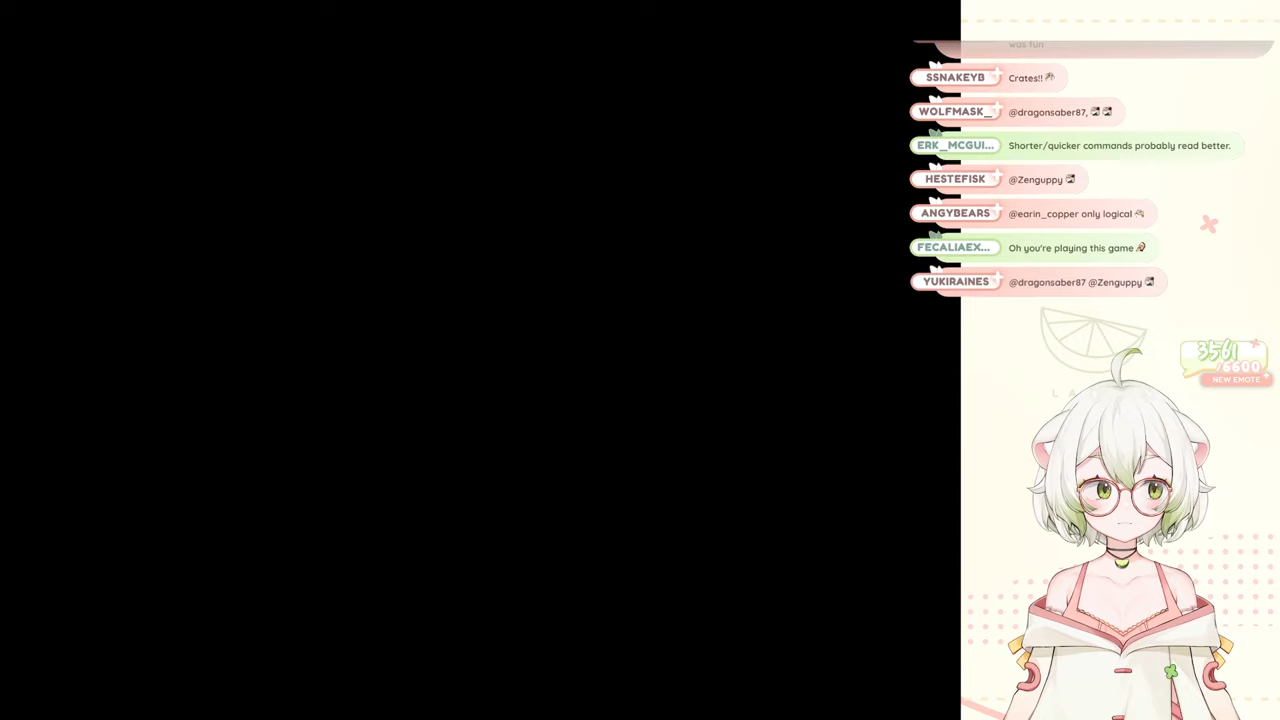 was fun
SSNAKEYB Crates!!
WOLFMASK_ @dragonsaber87,
ERK_MCGUI... Shorter/quicker commands probably read better.
HESTEFISK @Zenguppy
ANGYBEARS @earin_copper only logical
FECALIAEX... Oh you're playing this game
YUKIRAINES @dragonsaber87 @Zenguppy
3561
/6600
NEW EMOTE
L A